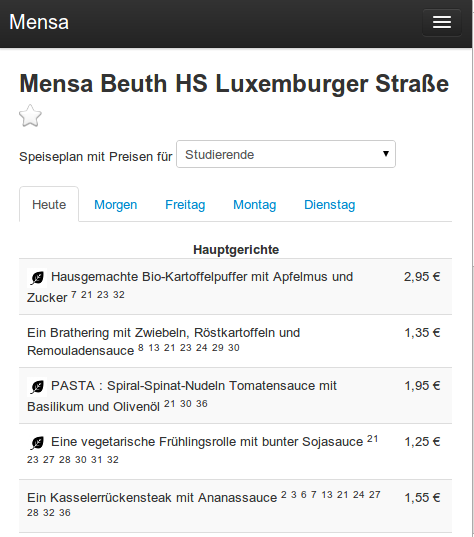 Mensa
Mensa Beuth HS Luxemburger Straße
Speiseplan mit Preisen für Studierende
Heute Morgen Freitag Montag Dienstag
Hauptgerichte
Hausgemachte Bio-Kartoffelpuffer mit Apfelmus und 2,95 €
Zucker 7 21 23 32
Ein Brathering mit Zwiebeln, Röstkartoffeln und 1,35 €
Remouladensauce 8 13 21 23 24 29 30
PASTA : Spiral-Spinat-Nudeln Tomatensauce mit 1,95 €
Basilikum und Olivenöl 21 30 36
Eine vegetarische Frühlingsrolle mit bunter Sojasauce 21 1,25 €
23 27 28 30 31 32
Ein Kasselerrückensteak mit Ananassauce 2 3 6 7 13 21 24 27 1,55 €
28 32 36